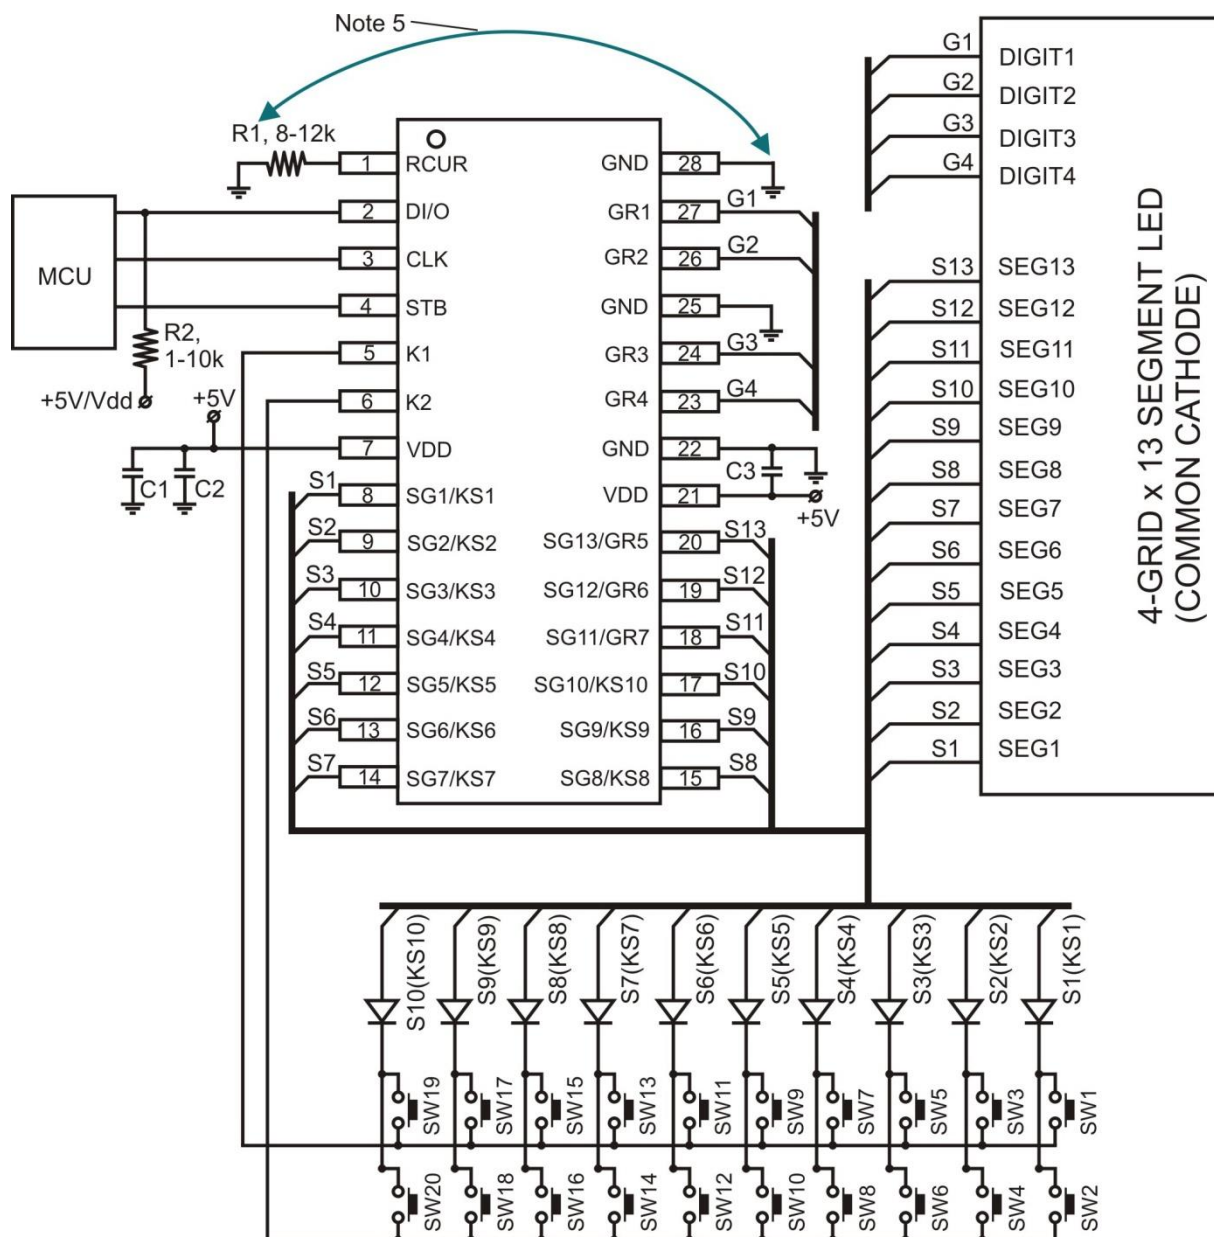 Note 5
R1, 8-12k
MCU
R2,
1-10k
+5V/Vdd
+5V
C1
C2
1 RCUR
2 DI/O
3 CLK
4 STB
5 K1
6 K2
7 VDD
S1 8 SG1/KS1
S2 9 SG2/KS2
S3 10 SG3/KS3
S4 11 SG4/KS4
S5 12 SG5/KS5
S6 13 SG6/KS6
S7 14 SG7/KS7
GND 28
GR1 27 G1
GR2 26 G2
GND 25
GR3 24 G3
GR4 23 G4
GND 22
C3
VDD 21
+5V
SG13/GR5 20 S13
SG12/GR6 19 S12
SG11/GR7 18 S11
SG10/KS10 17 S10
SG9/KS9 16 S9
SG8/KS8 15 S8
G1 DIGIT1
G2 DIGIT2
G3 DIGIT3
G4 DIGIT4
S13 SEG13
S12 SEG12
S11 SEG11
S10 SEG10
S9 SEG9
S8 SEG8
S7 SEG7
S6 SEG6
S5 SEG5
S4 SEG4
S3 SEG3
S2 SEG2
S1 SEG1
4-GRID x 13 SEGMENT LED
(COMMON CATHODE)
S10(KS10)
S9(KS9)
S8(KS8)
S7(KS7)
S6(KS6)
S5(KS5)
S4(KS4)
S3(KS3)
S2(KS2)
S1(KS1)
SW19
SW17
SW15
SW13
SW11
SW9
SW7
SW5
SW3
SW1
SW20
SW18
SW16
SW14
SW12
SW10
SW8
SW6
SW4
SW2